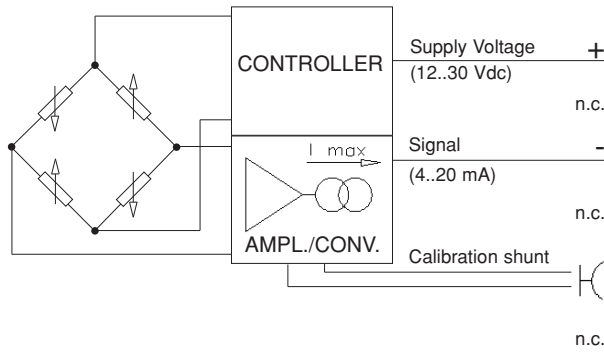 CONTROLLER
Supply Voltage
+
(12..30 Vdc)
n.c.
I max
Signal
-
(4..20 mA)
n.c.
AMPL./CONV.
Calibration shunt
n.c.